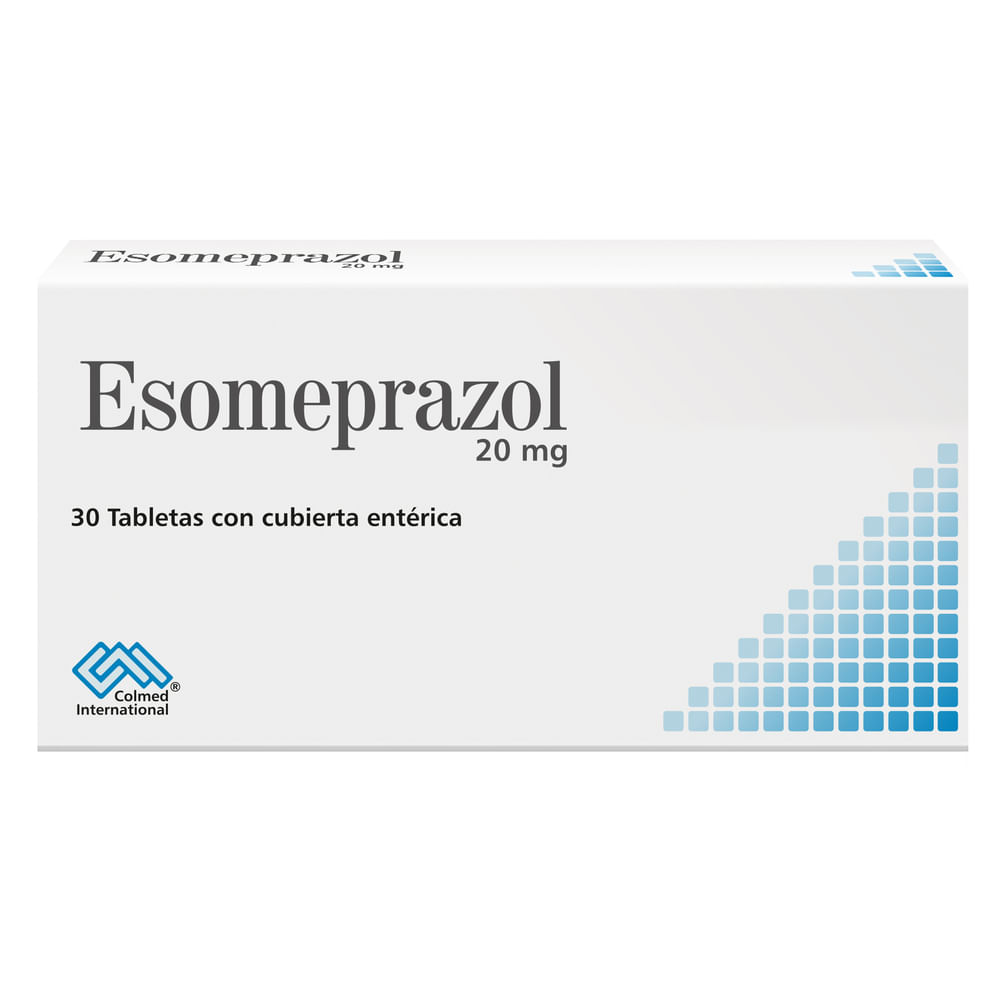 Esomeprazol
20 mg
Esomeprazol
20 mg
30 Tabletas con cubierta entérica
Colmed®
International